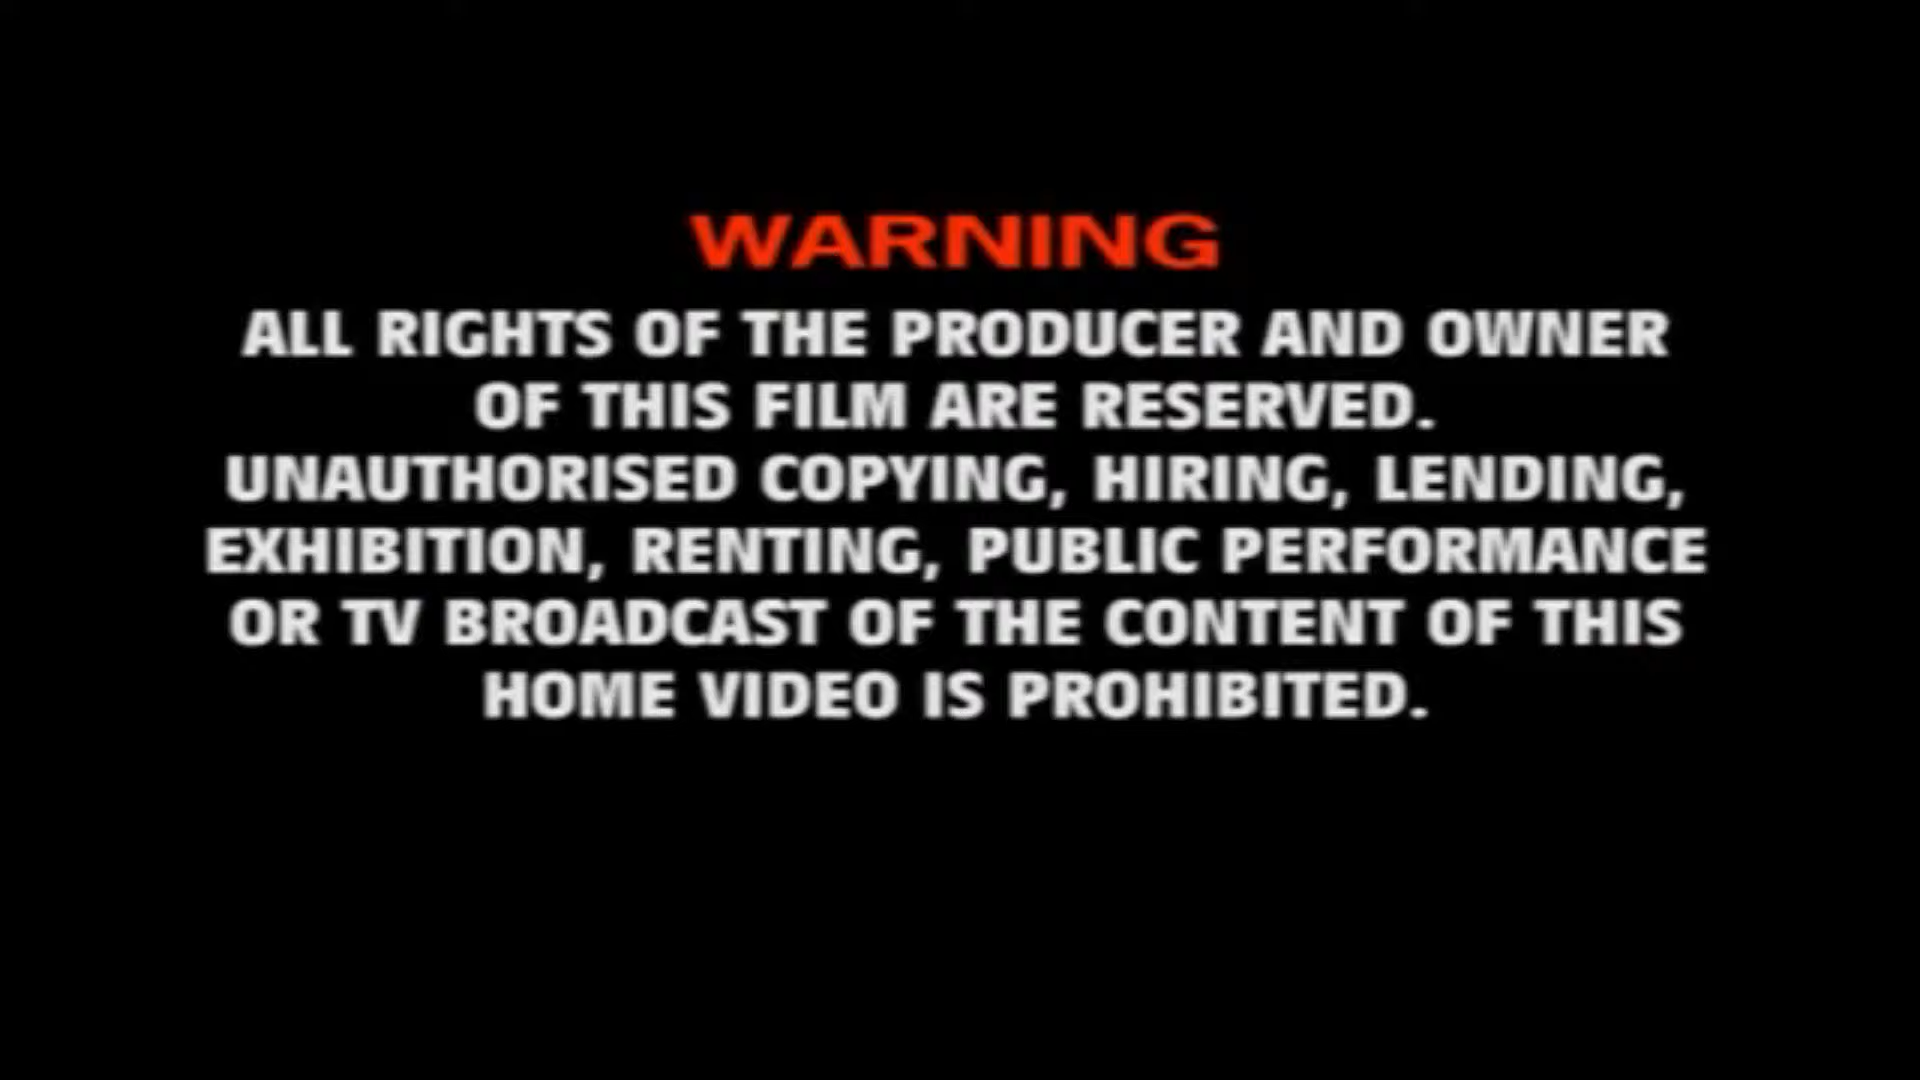 WARNING
ALL RIGHTS OF THE PRODUCER AND OWNER
OF THIS FILM ARE RESERVED.
UNAUTHORISED COPYING, HIRING, LENDING,
EXHIBITION, RENTING, PUBLIC PERFORMANCE
OR TV BROADCAST OF THE CONTENT OF THIS
HOME VIDEO IS PROHIBITED.